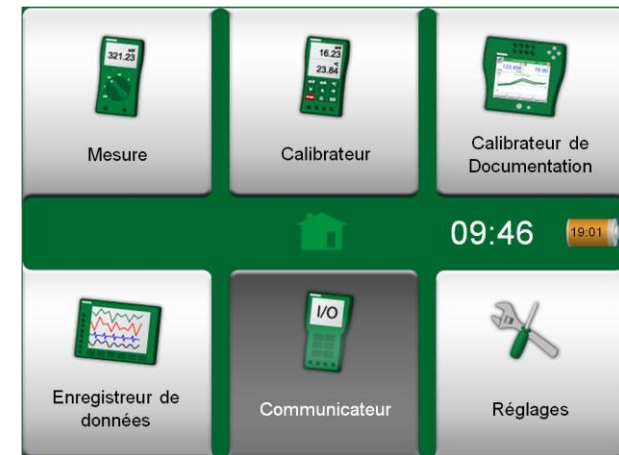 321.23
Mesure
16.23
23.84
Calibrateur
Calibrateur de
Documentation
09:46
19:01
Enregistreur de
données
I/O
Communicateur
Réglages